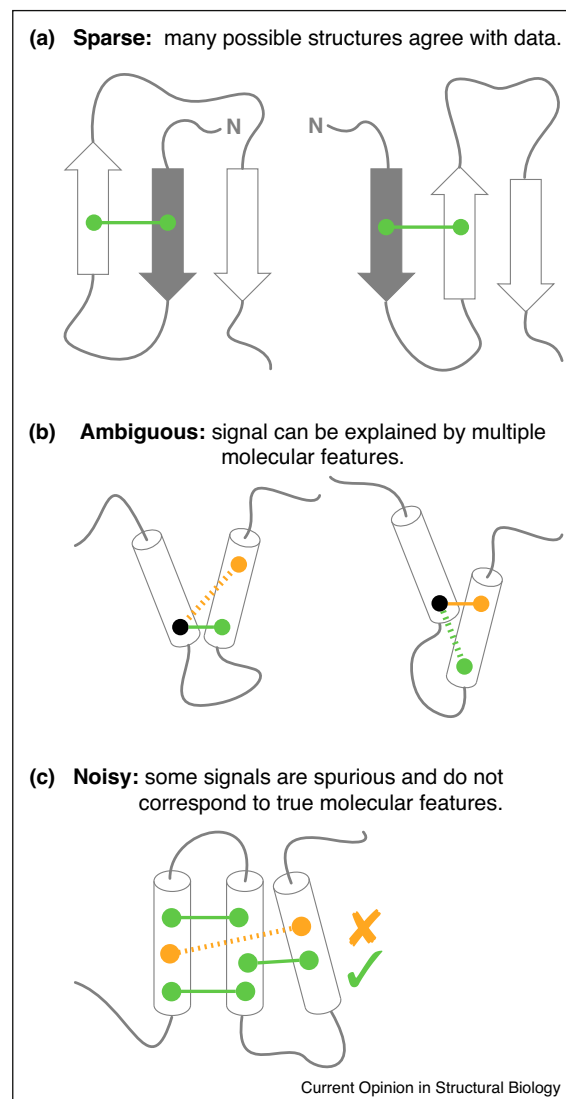 (a) Sparse: many possible structures agree with data.
N
N
(b) Ambiguous: signal can be explained by multiple
molecular features.
(c) Noisy: some signals are spurious and do not
correspond to true molecular features.
Current Opinion in Structural Biology